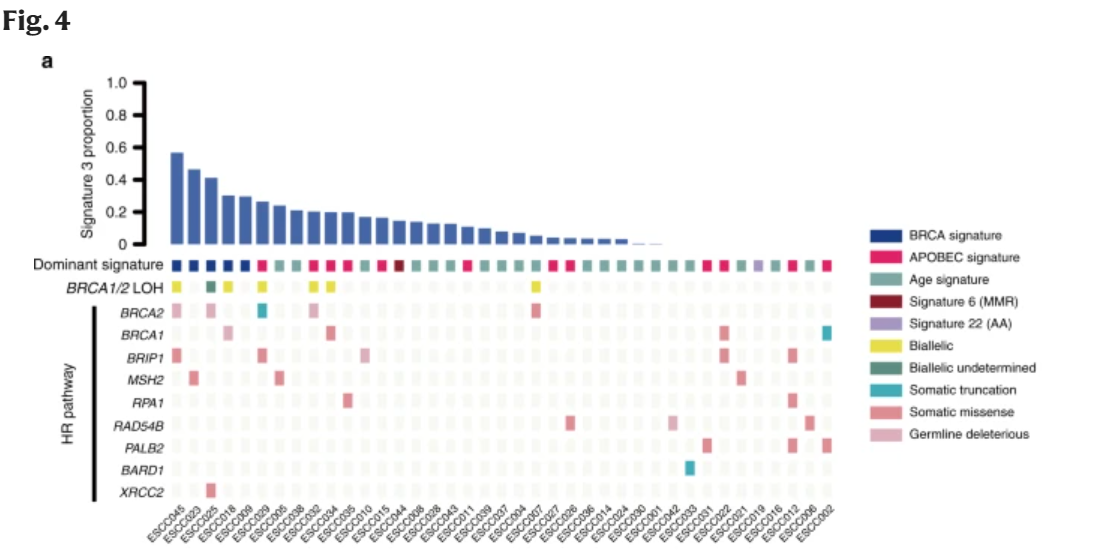 Fig. 4
a
Signature 3 proportion
1.0
0.8
0.6
0.4
0.2
0
Dominant signature
BRCA1/2 LOH
HR pathway
BRCA2
BRCA1
BRIP1
MSH2
RPA1
RAD54B
PALB2
BARD1
XRCC2
ESCC045
ESCC023
ESCC025
ESCC018
ESCC009
ESCC029
ESCC005
ESCC038
ESCC032
ESCC034
ESCC035
ESCC010
ESCC015
ESCC044
ESCC008
ESCC028
ESCC043
ESCC011
ESCC039
ESCC037
ESCC004
ESCC007
ESCC027
ESCC026
ESCC036
ESCC014
ESCC024
ESCC030
ESCC001
ESCC042
ESCC033
ESCC031
ESCC022
ESCC021
ESCC019
ESCC016
ESCC012
ESCC006
ESCC002
BRCA signature
APOBEC signature
Age signature
Signature 6 (MMR)
Signature 22 (AA)
Biallelic
Biallelic undetermined
Somatic truncation
Somatic missense
Germline deleterious